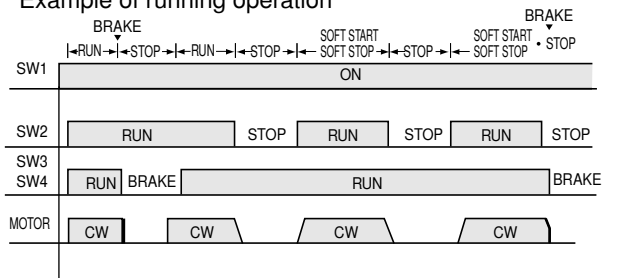 Example of running operation
BRAKE BRAKE
RUN STOP RUN STOP SOFT START SOFT STOP STOP SOFT START SOFT STOP • STOP
SW1 ON
SW2 RUN STOP RUN STOP RUN STOP
SW3
SW4 RUN BRAKE RUN BRAKE
MOTOR CW CW CW CW